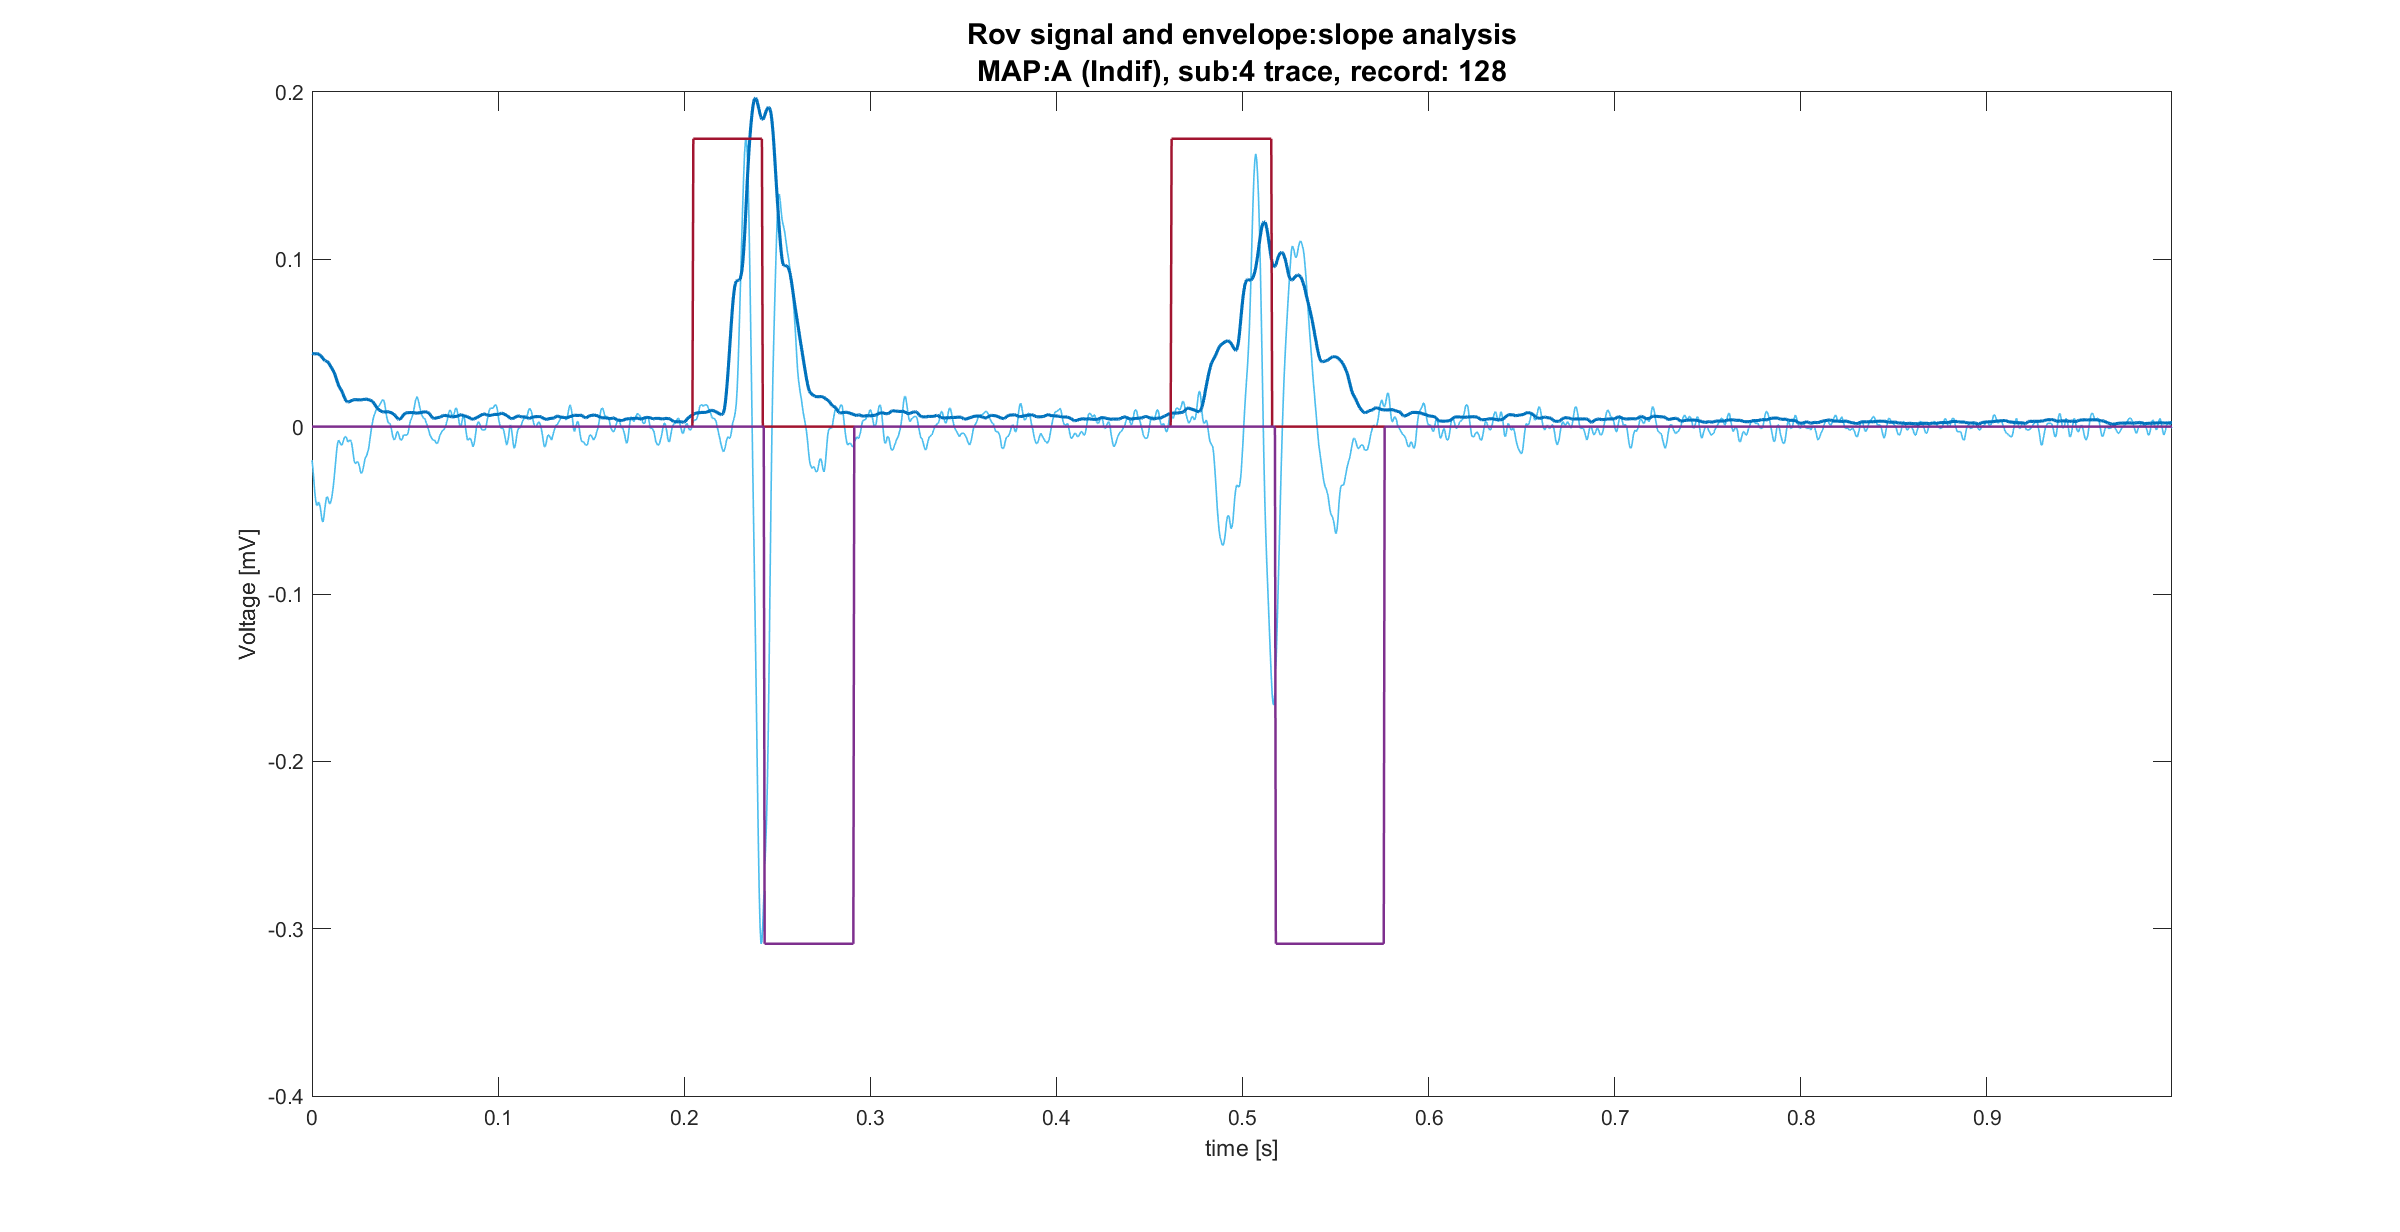 Rov signal and envelope:slope analysis
MAP:A (Indif), sub:4 trace, record: 128
0.2
0.1
0
-0.1
-0.2
-0.3
-0.4
Voltage [mV]
0 0.1 0.2 0.3 0.4 0.5 0.6 0.7 0.8 0.9
time [s]